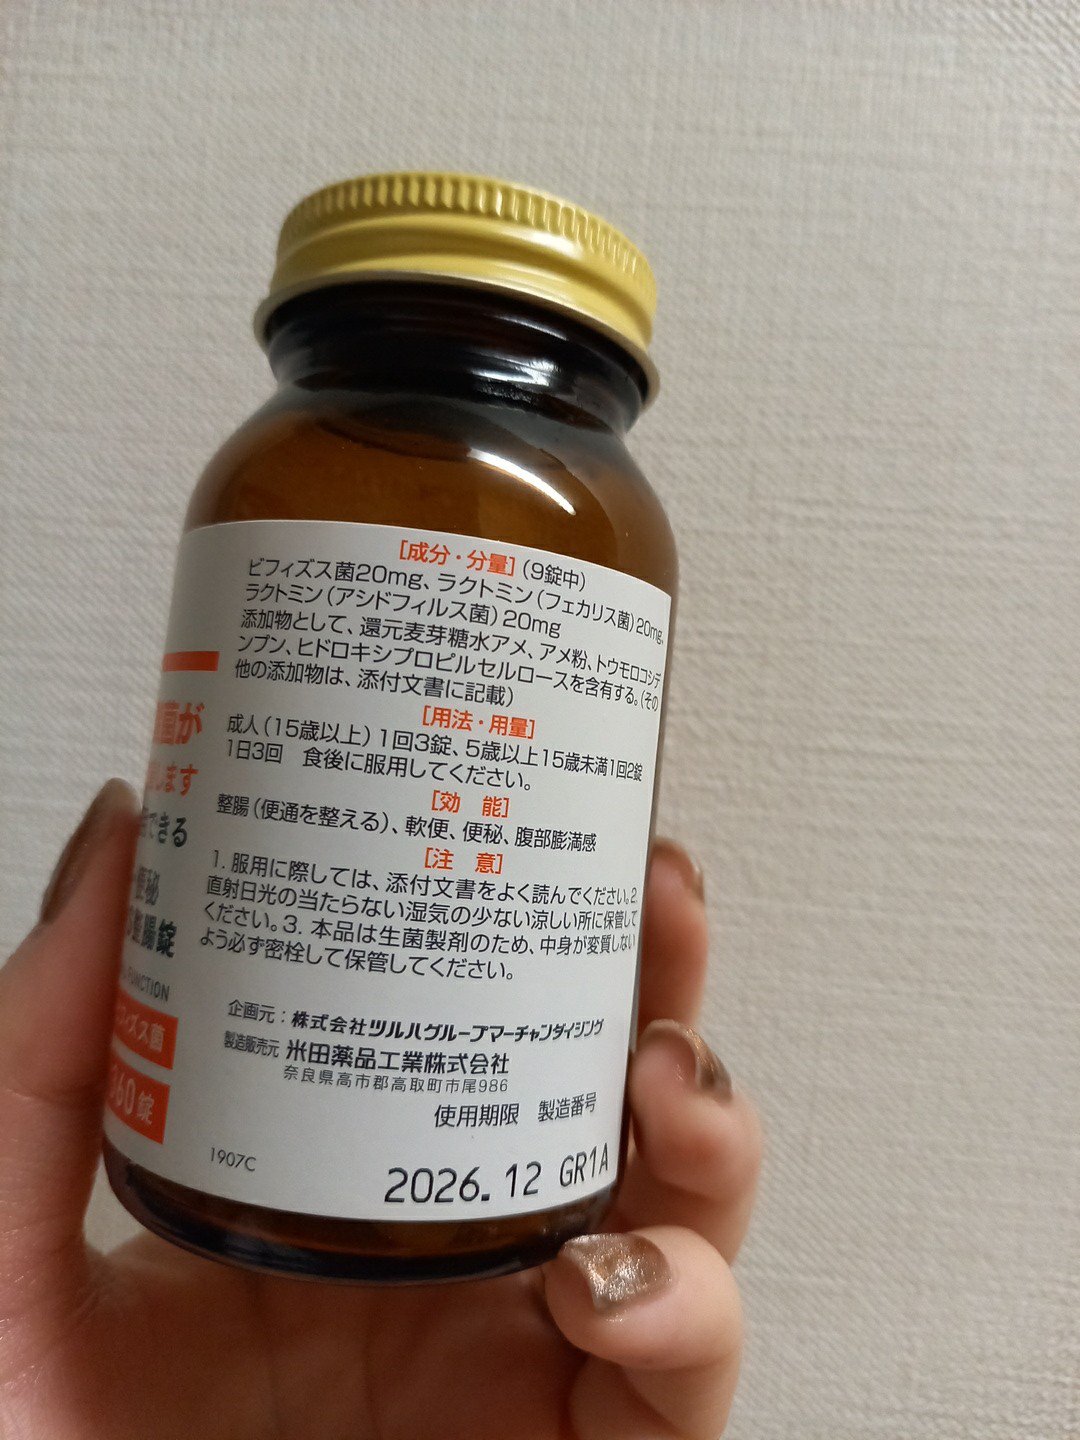 [成分・分量](9錠中)
ビフィズス菌20mg、ラクトミン(フェカリス菌)20mg、
ラクトミン(アシドフィルス菌)20mg
添加物として、還元麦芽糖水アメ、アメ粉、トウモロコシデ
ンプン、ヒドロキシプロピルセルロースを含有する。(その
他の添加物は、添付文書に記載)
[用法・用量]
成人(15歳以上)1回3錠、5歳以上15歳未満1回2錠
1日3回 食後に服用してください。
[効 能]
整腸(便通を整える)、軟便、便秘、腹部膨満感
[注 意]
1. 服用に際しては、添付文書をよく読んでください。2.
直射日光の当たらない湿気の少ない涼しい所に保管して
ください。3. 本品は生菌製剤のため、中身が変質しない
よう必ず密栓して保管してください。
企画元:株式会社ツルハグループマーチャンダイジング
製造販売元 米田薬品工業株式会社
奈良県高市郡高取町市尾986
使用期限 製造番号
2026.12 GR1A
1907C
菌が
します
できる
便秘
整腸錠
FUNCTION
フィズス菌
360錠